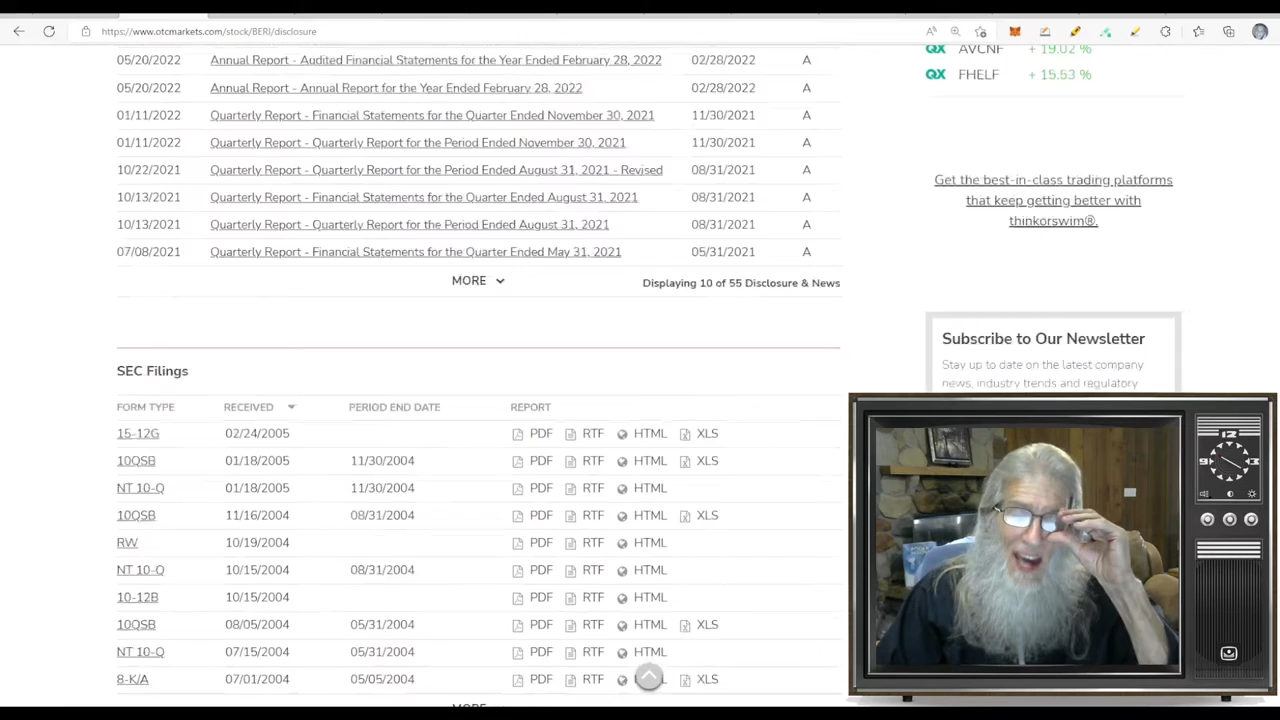 https://www.otcmarkets.com/stock/BERI/disclosure
05/20/2022 Annual Report - Audited Financial Statements for the Year Ended February 28, 2022 02/28/2022 A
05/20/2022 Annual Report - Annual Report for the Year Ended February 28, 2022 02/28/2022 A
01/11/2022 Quarterly Report - Financial Statements for the Quarter Ended November 30, 2021 11/30/2021 A
01/11/2022 Quarterly Report - Quarterly Report for the Period Ended November 30, 2021 11/30/2021 A
10/22/2021 Quarterly Report - Quarterly Report for the Period Ended August 31, 2021 - Revised 08/31/2021 A
10/13/2021 Quarterly Report - Financial Statements for the Quarter Ended August 31, 2021 08/31/2021 A
10/13/2021 Quarterly Report - Quarterly Report for the Period Ended August 31, 2021 08/31/2021 A
07/08/2021 Quarterly Report - Financial Statements for the Quarter Ended May 31, 2021 05/31/2021 A
MORE
Displaying 10 of 55 Disclosure & News
SEC Filings
FORM TYPE RECEIVED PERIOD END DATE REPORT
15-12G 02/24/2005 PDF RTF HTML XLS
10QSB 01/18/2005 11/30/2004 PDF RTF HTML XLS
NT 10-Q 01/18/2005 11/30/2004 PDF RTF HTML
10QSB 11/16/2004 08/31/2004 PDF RTF HTML XLS
RW 10/19/2004 PDF RTF HTML
NT 10-Q 10/15/2004 08/31/2004 PDF RTF HTML
10-12B 10/15/2004 PDF RTF HTML
10QSB 08/05/2004 05/31/2004 PDF RTF HTML XLS
NT 10-Q 07/15/2004 05/31/2004 PDF RTF HTML
8-K/A 07/01/2004 05/05/2004 PDF RTF XLS
MORE
QX AVCNF + 19.02 %
QX FHELF + 15.53 %
Get the best-in-class trading platforms
that keep getting better with
thinkorswim®.
Subscribe to Our Newsletter
Stay up to date on the latest company
news, industry trends and regulatory
12
9 3
6